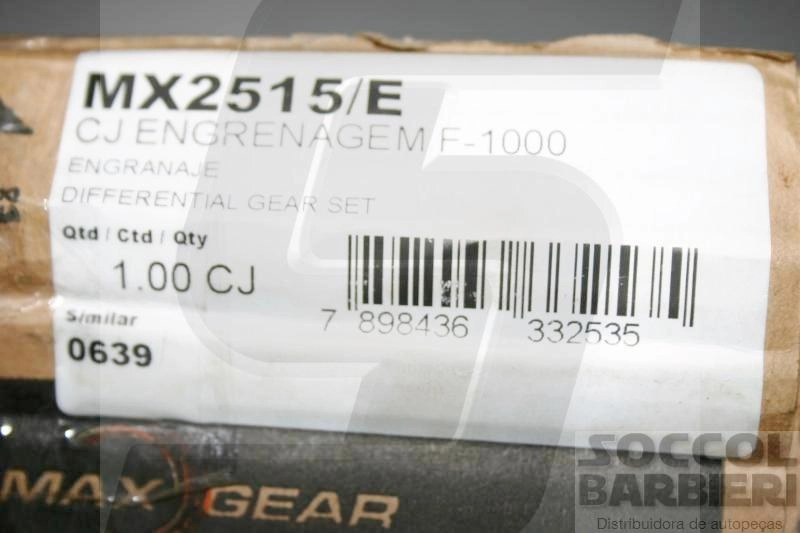 MX2515/E
CJ ENGRENAGEM F-1000
ENGRANAJE
DIFFERENTIAL GEAR SET
Qtd / Ctd / Qty
1.00 CJ
7 898436 332535
Similar
0639
MAX GEAR
SOCCOL
BARBIERI
Distribuidora de autopeças